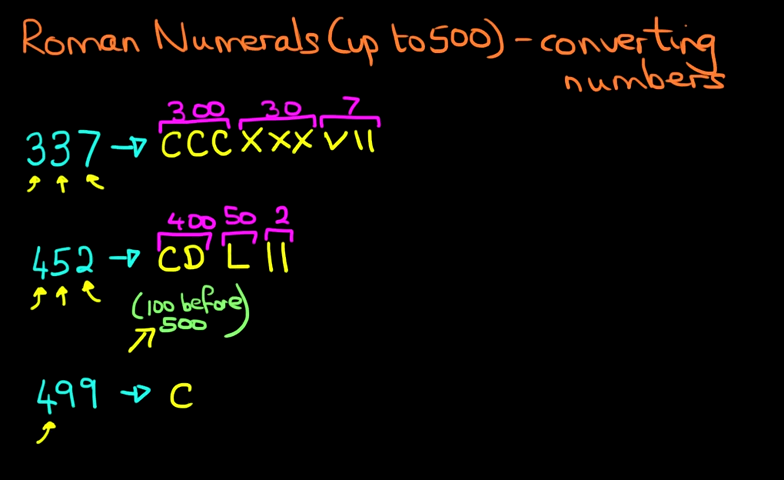 Roman Numerals (up to 500) - converting
numbers
300 30 7
337 → CCC XXX VII
400 50 2
452 → CD L II
(100 before
500)
499 → C